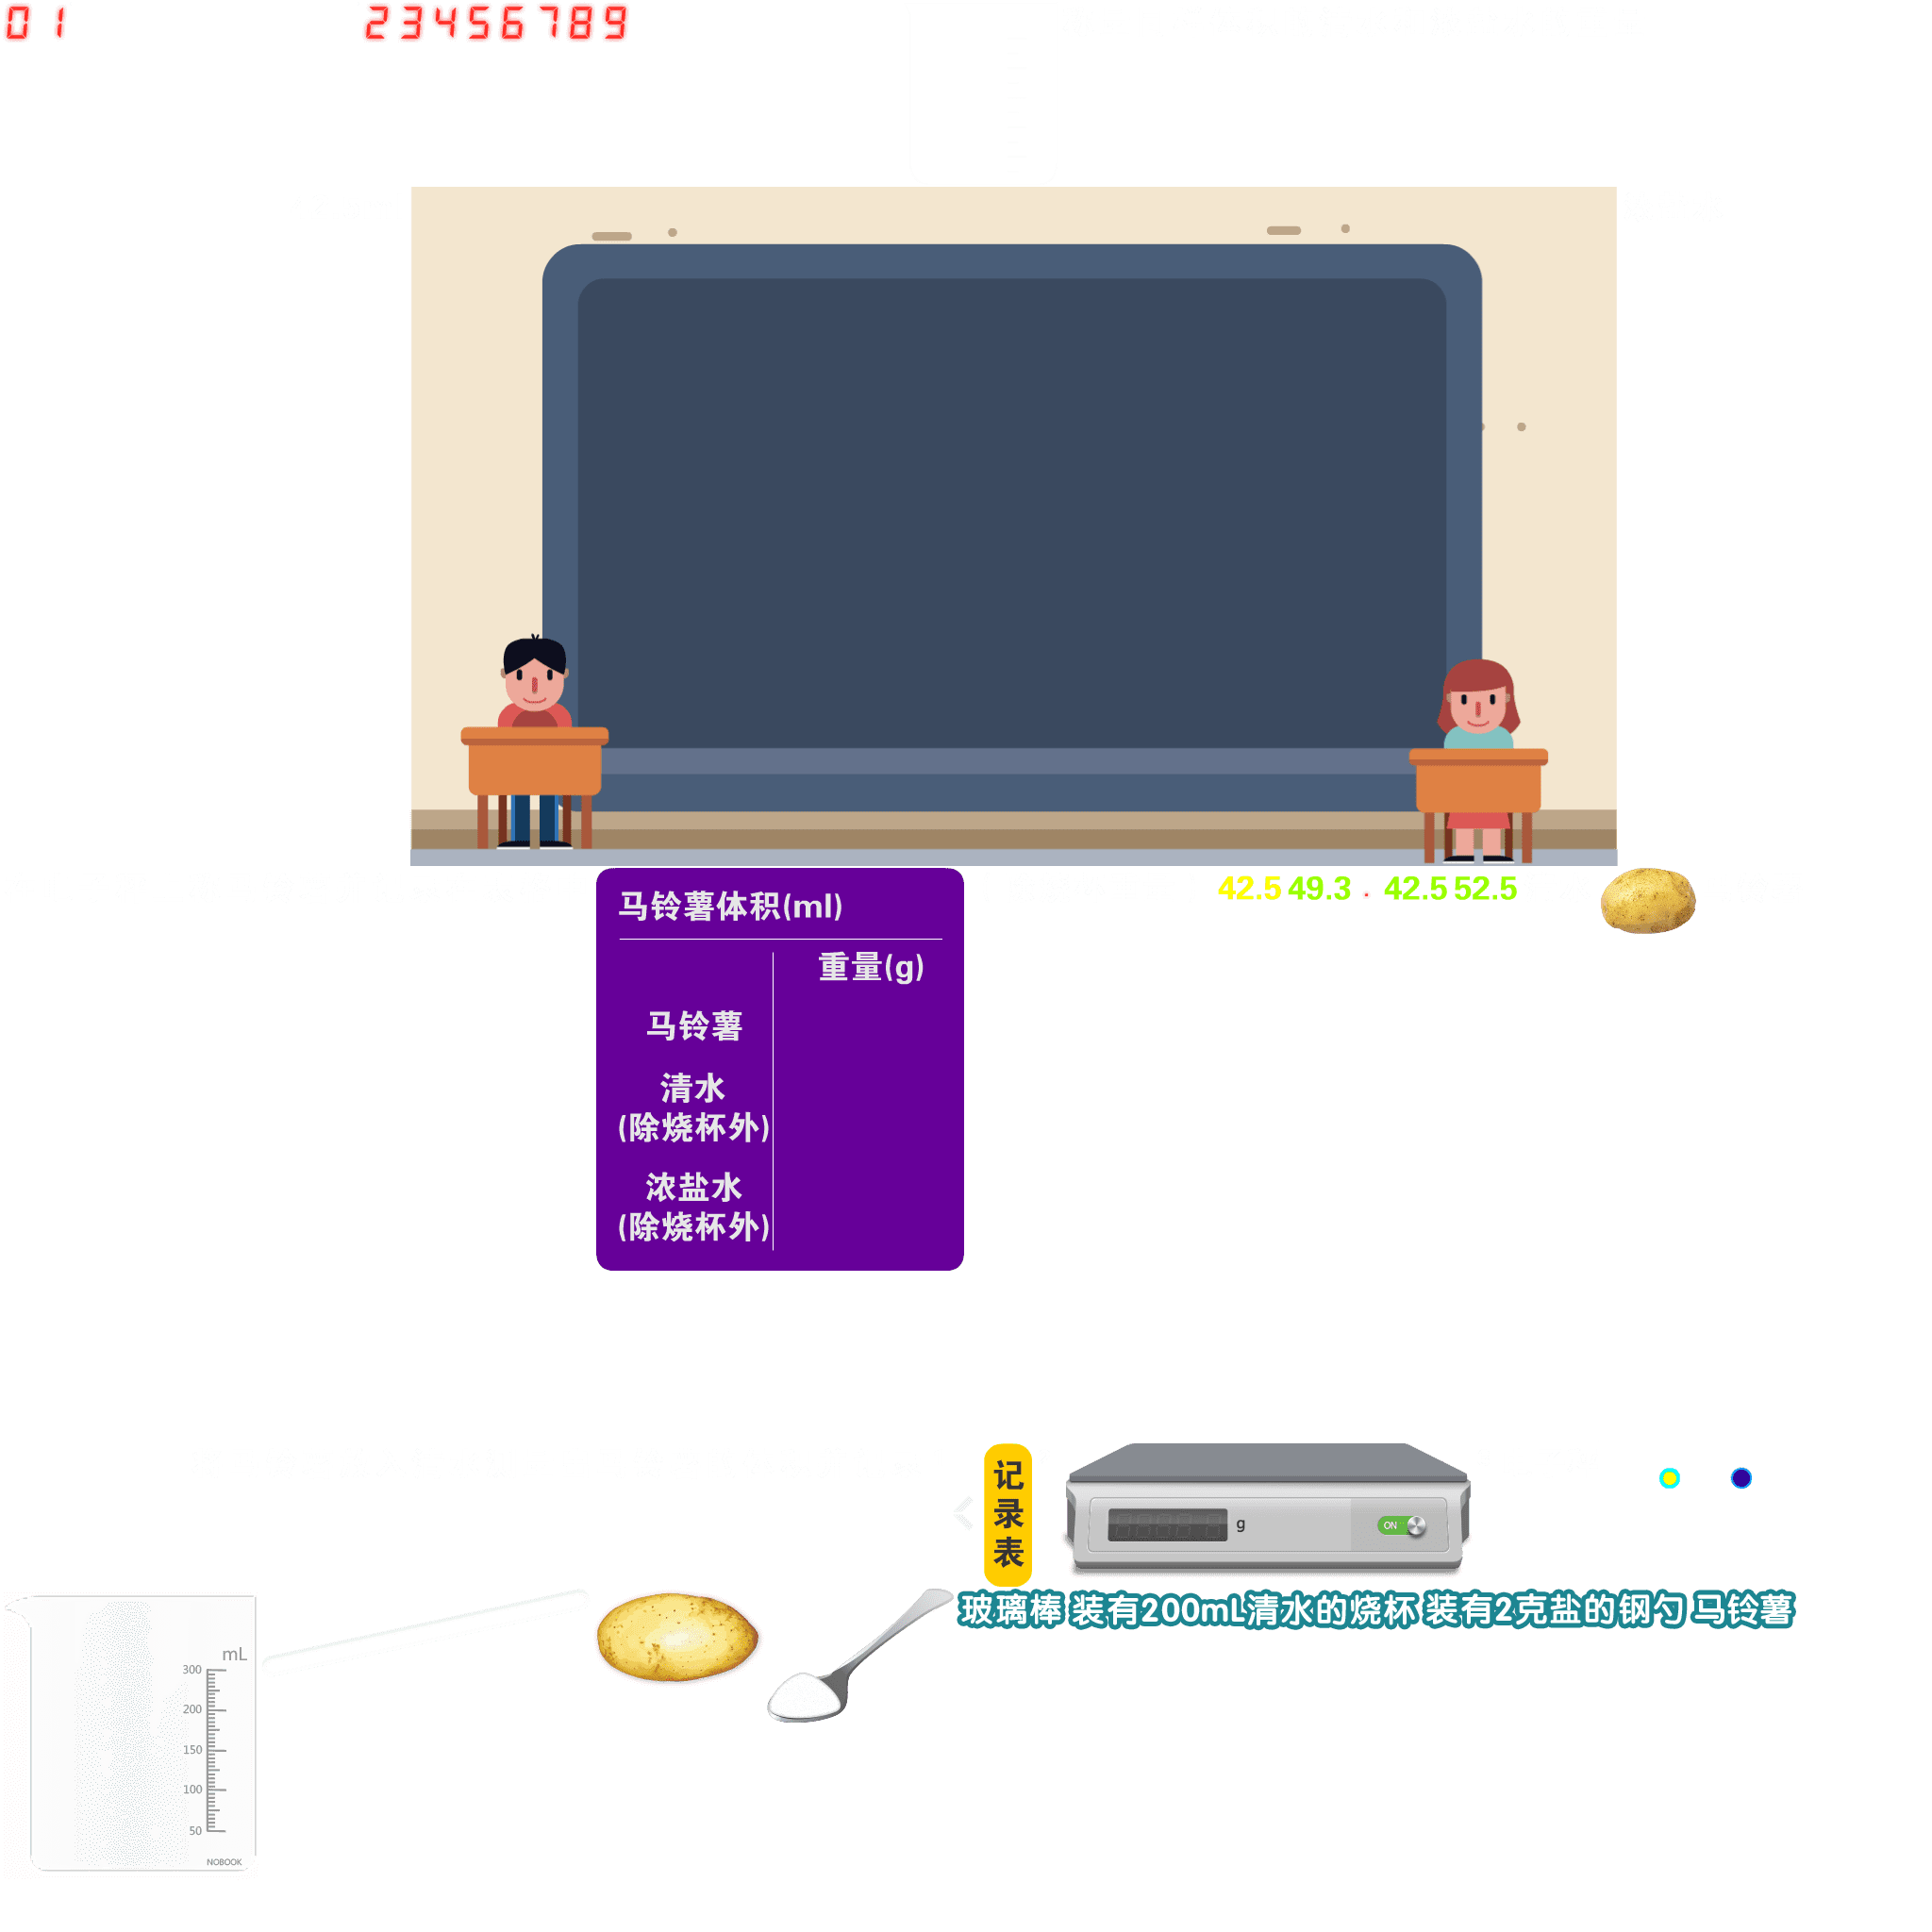 01 23456789
马铃薯体积(ml)
重量(g)
马铃薯
清水
(除烧杯外)
浓盐水
(除烧杯外)
42.5 49.3 . 42.5 52.5
记录表
g
ON
玻璃棒 装有200mL清水的烧杯 装有2克盐的钢勺 马铃薯
mL
300
200
150
100
50
NOBOOK